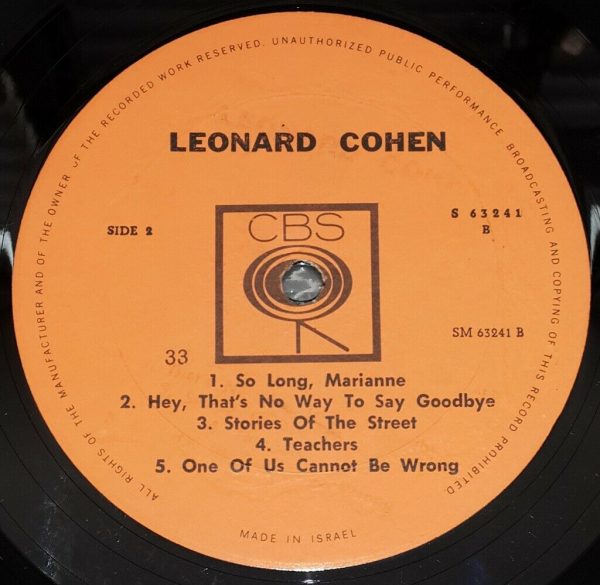 ALL RIGHTS OF THE MANUFACTURER AND OF THE OWNER OF THE RECORDED WORK RESERVED. UNAUTHORIZED PUBLIC PERFORMANCE BROADCASTING AND COPYING OF THIS RECORD PROHIBITED
LEONARD COHEN
SIDE 2
S 63241
B
CBS
SM 63241 B
33
1. So Long, Marianne
2. Hey, That's No Way To Say Goodbye
3. Stories Of The Street
4. Teachers
5. One Of Us Cannot Be Wrong
MADE IN ISRAEL